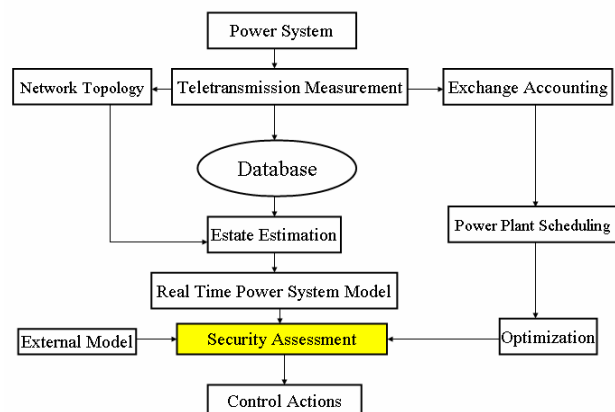 Power System
Network Topology
Teletransmission Measurement
Exchange Accounting
Database
Estate Estimation
Power Plant Scheduling
Real Time Power System Model
External Model
Security Assessment
Optimization
Control Actions